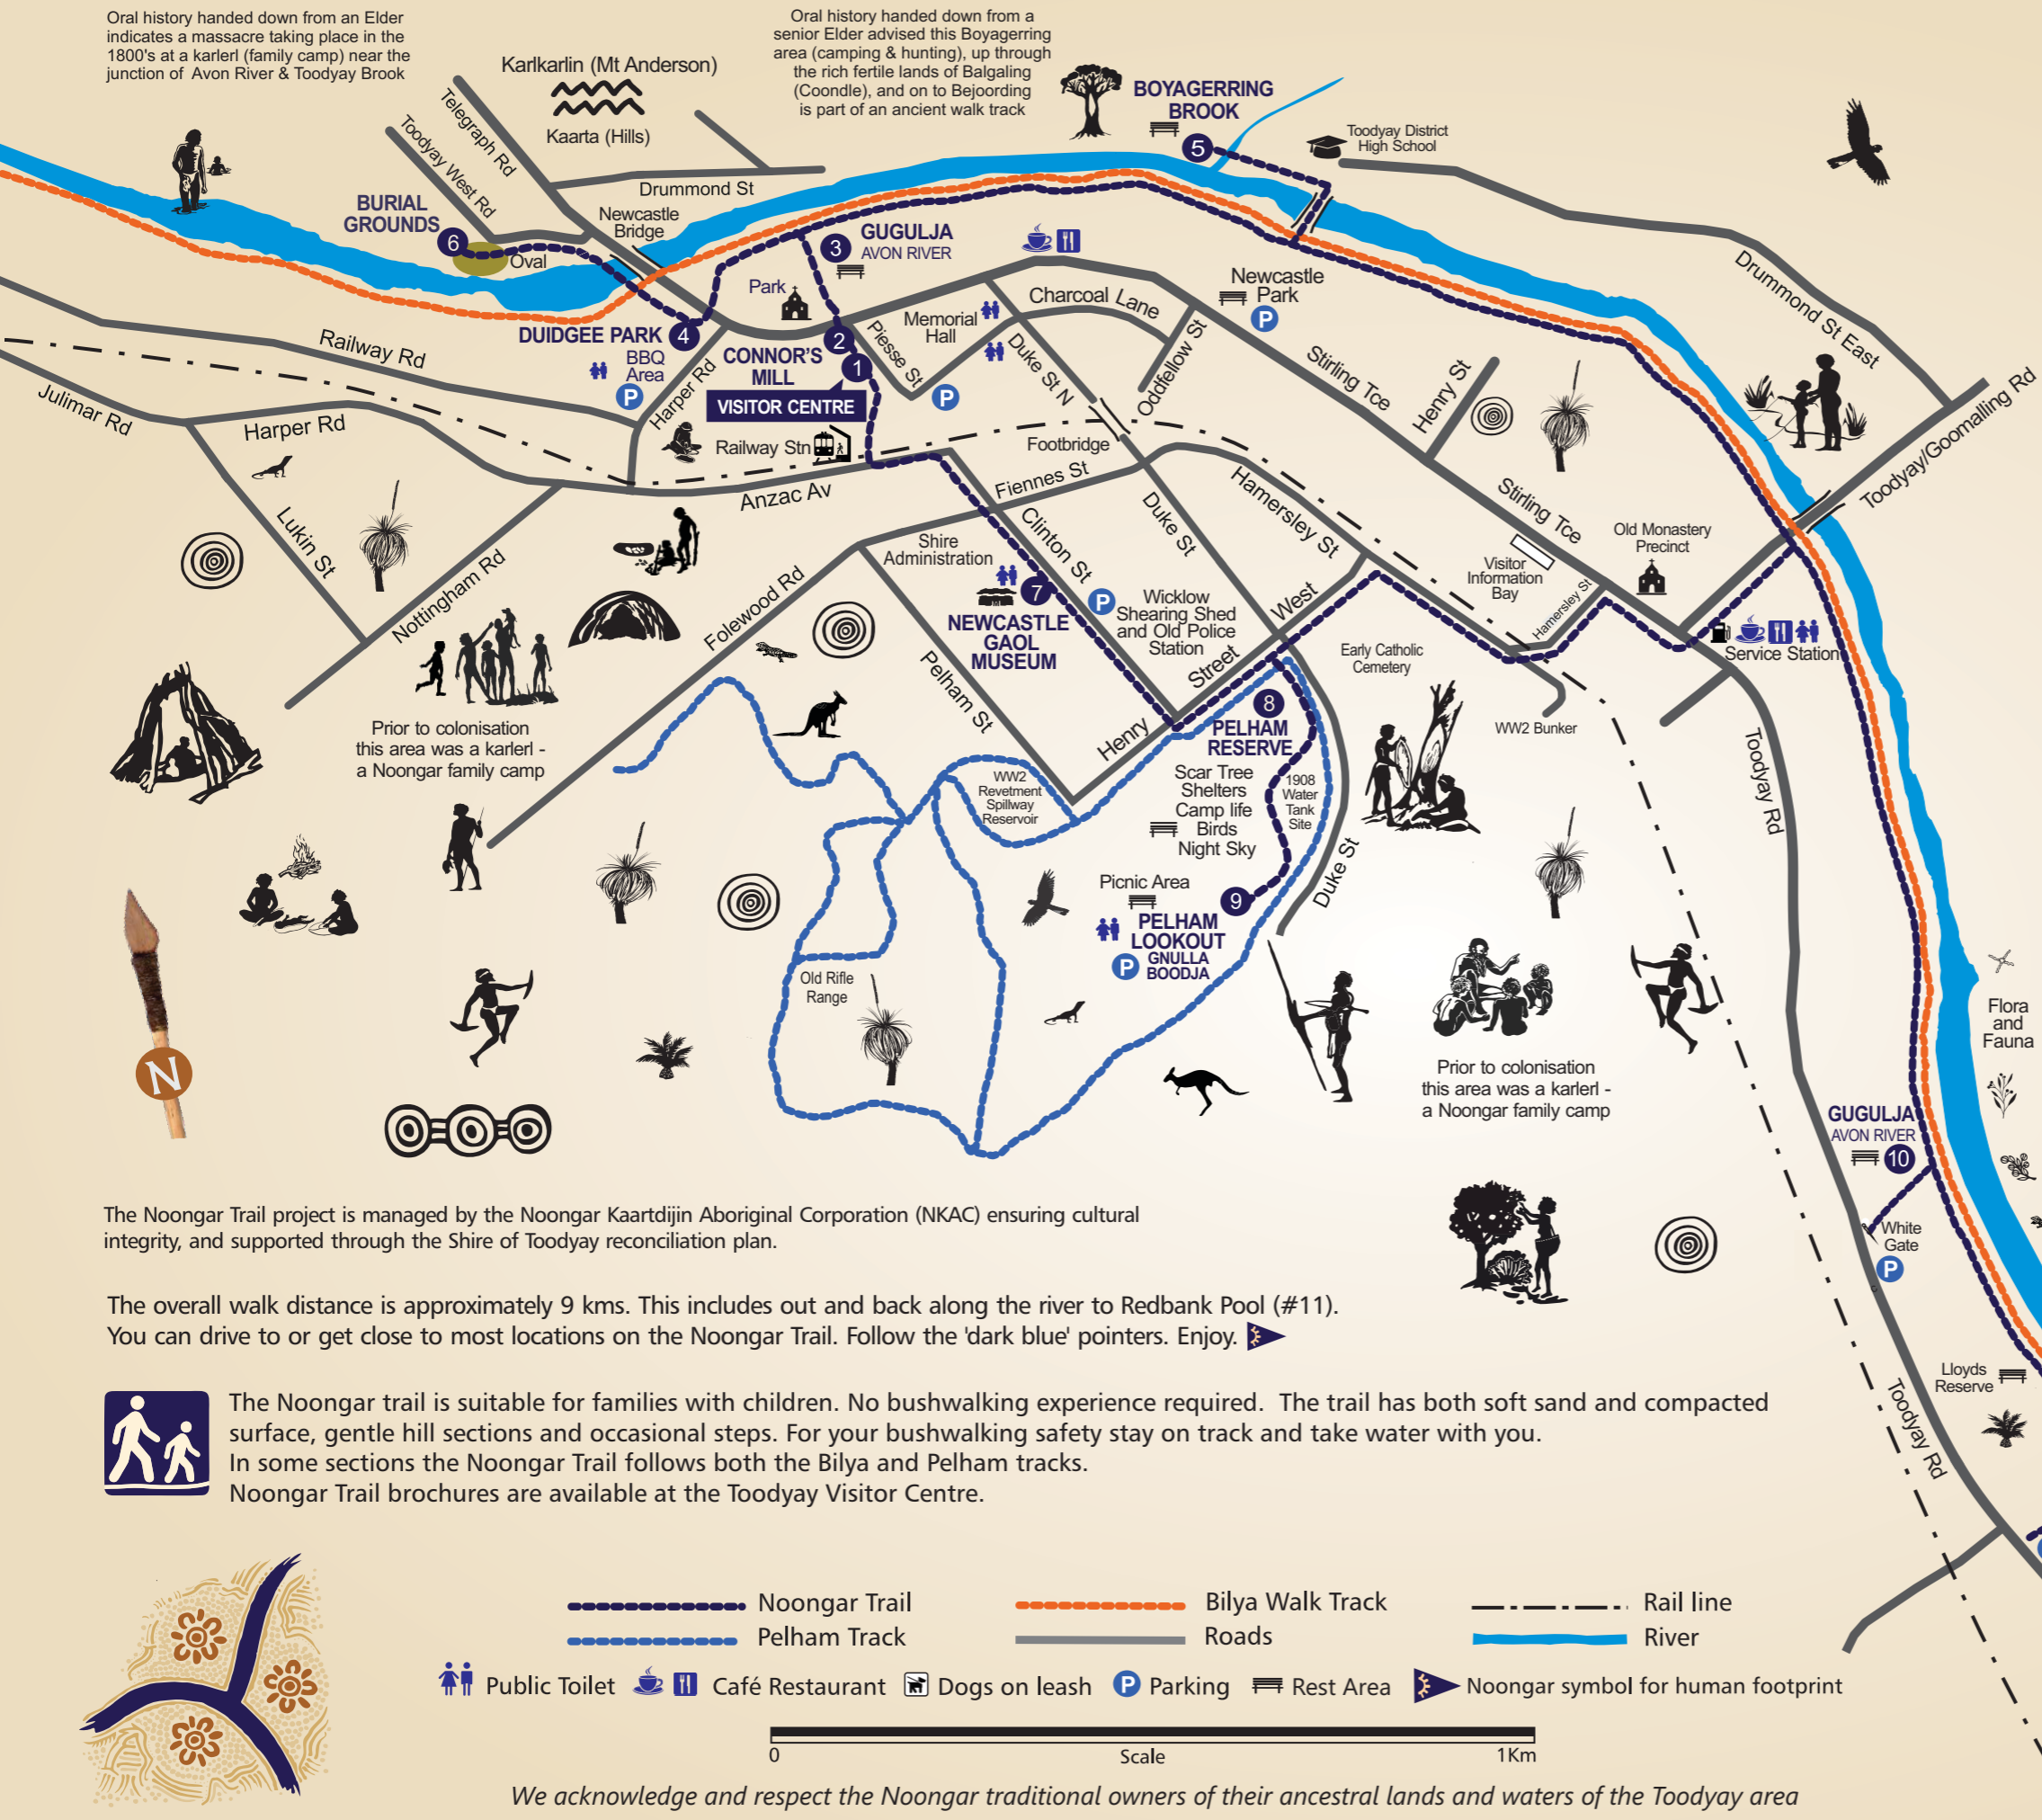 Oral history handed down from an Elder
indicates a massacre taking place in the
1800's at a karlerl (family camp) near the
junction of Avon River & Toodyay Brook
Oral history handed down from a
senior Elder advised this Boyagerring
area (camping & hunting), up through
the rich fertile lands of Balgaling
(Coondle), and on to Bejoording
is part of an ancient walk track
Karlkarlin (Mt Anderson)
Kaarta (Hills)
Telegraph Rd
Toodyay West Rd
Drummond St
Newcastle
Bridge
BOYAGERRING
BROOK
5
Toodyay District
High School
BURIAL
GROUNDS
6
Oval
3
GUGULJA
AVON RIVER
Park
Newcastle
Park
P
Drummond St East
Toodyay/Goomalling Rd
DUIDGEE PARK
4
BBQ
Area
P
Railway Rd
Julimar Rd
Harper Rd
Harper Rd
2
CONNOR'S
MILL
1
VISITOR CENTRE
Piesse St
Memorial
Hall
P
Charcoal Lane
Duke St N
Oddfellow St
Stirling Tce
Henry St
Railway Stn
Footbridge
Anzac Av
Fiennes St
Hamersley St
Lukin St
Nottingham Rd
Clinton St
Duke St
Stirling Tce
Old Monastery
Precinct
Visitor
Information
Bay
Hamersley St
Shire
Administration
7
NEWCASTLE
GAOL
MUSEUM
P
Wicklow
Shearing Shed
and Old Police
Station
Folewood Rd
Pelham St
Henry
Street
West
Early Catholic
Cemetery
Service Station
WW2 Bunker
Prior to colonisation
this area was a karlerl -
a Noongar family camp
8
PELHAM
RESERVE
Scar Tree
Shelters
Camp life
Birds
Night Sky
1908
Water
Tank
Site
WW2
Revetment
Spillway
Reservoir
Toodyay Rd
Duke St
Picnic Area
9
PELHAM
LOOKOUT
P
GNULLA
BOODJA
Old Rifle
Range
N
Flora
and
Fauna
Prior to colonisation
this area was a karlerl -
a Noongar family camp
GUGULJA
AVON RIVER
10
White
Gate
P
Lloyds
Reserve
Toodyay Rd
The Noongar Trail project is managed by the Noongar Kaartdijin Aboriginal Corporation (NKAC) ensuring cultural
integrity, and supported through the Shire of Toodyay reconciliation plan.
The overall walk distance is approximately 9 kms. This includes out and back along the river to Redbank Pool (#11).
You can drive to or get close to most locations on the Noongar Trail. Follow the 'dark blue' pointers. Enjoy.
The Noongar trail is suitable for families with children. No bushwalking experience required. The trail has both soft sand and compacted
surface, gentle hill sections and occasional steps. For your bushwalking safety stay on track and take water with you.
In some sections the Noongar Trail follows both the Bilya and Pelham tracks.
Noongar Trail brochures are available at the Toodyay Visitor Centre.
Noongar Trail
Bilya Walk Track
Rail line
Pelham Track
Roads
River
Public Toilet
Café Restaurant
Dogs on leash
P Parking
Rest Area
Noongar symbol for human footprint
0
Scale
1Km
We acknowledge and respect the Noongar traditional owners of their ancestral lands and waters of the Toodyay area